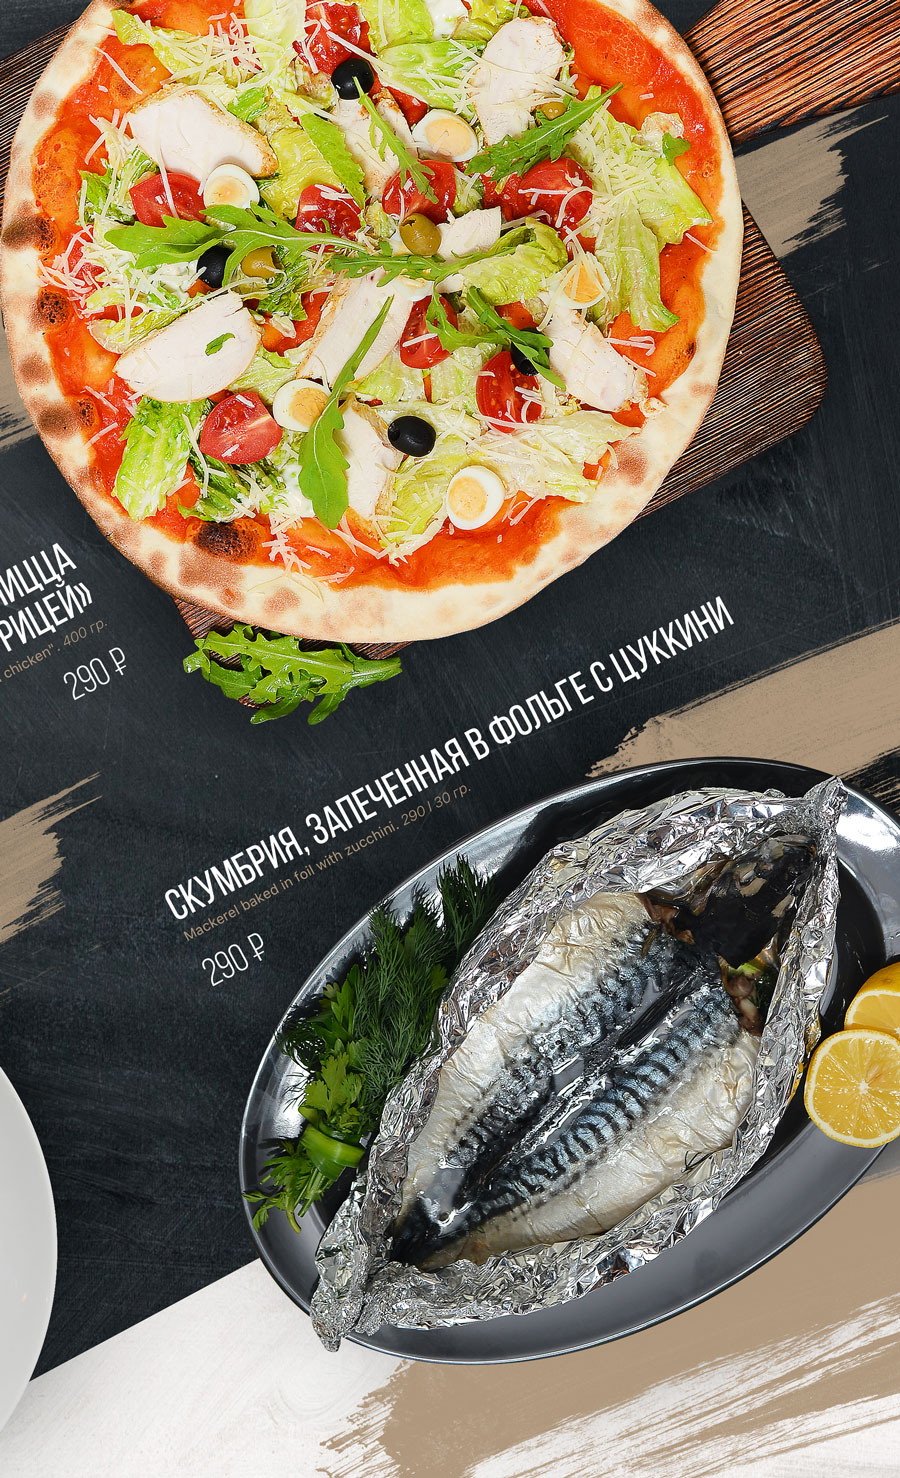 ИЦЦА
РИЦЕЙ»
chicken". 400 гр.
290 ₽
СКУМБРИЯ, ЗАПЕЧЕННАЯ В ФОЛЬГЕ С ЦУККИНИ
Mackerel baked in foil with zucchini. 290 | 30 гр.
290 ₽